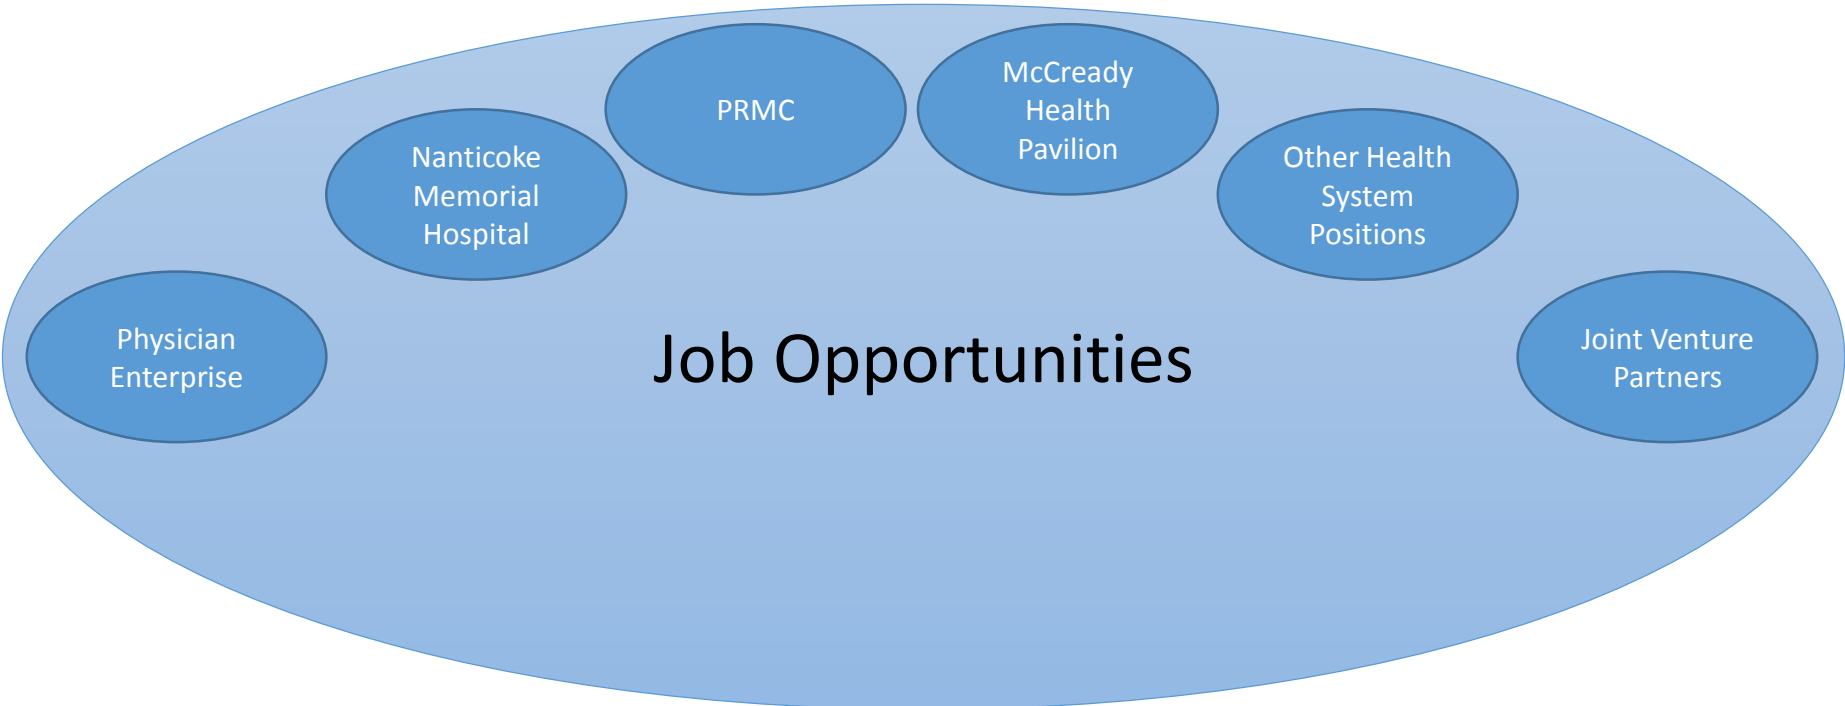 Physician
Enterprise
Nanticoke
Memorial
Hospital
PRMC
McCready
Health
Pavilion
Other Health
System
Positions
Joint Venture
Partners
Job Opportunities